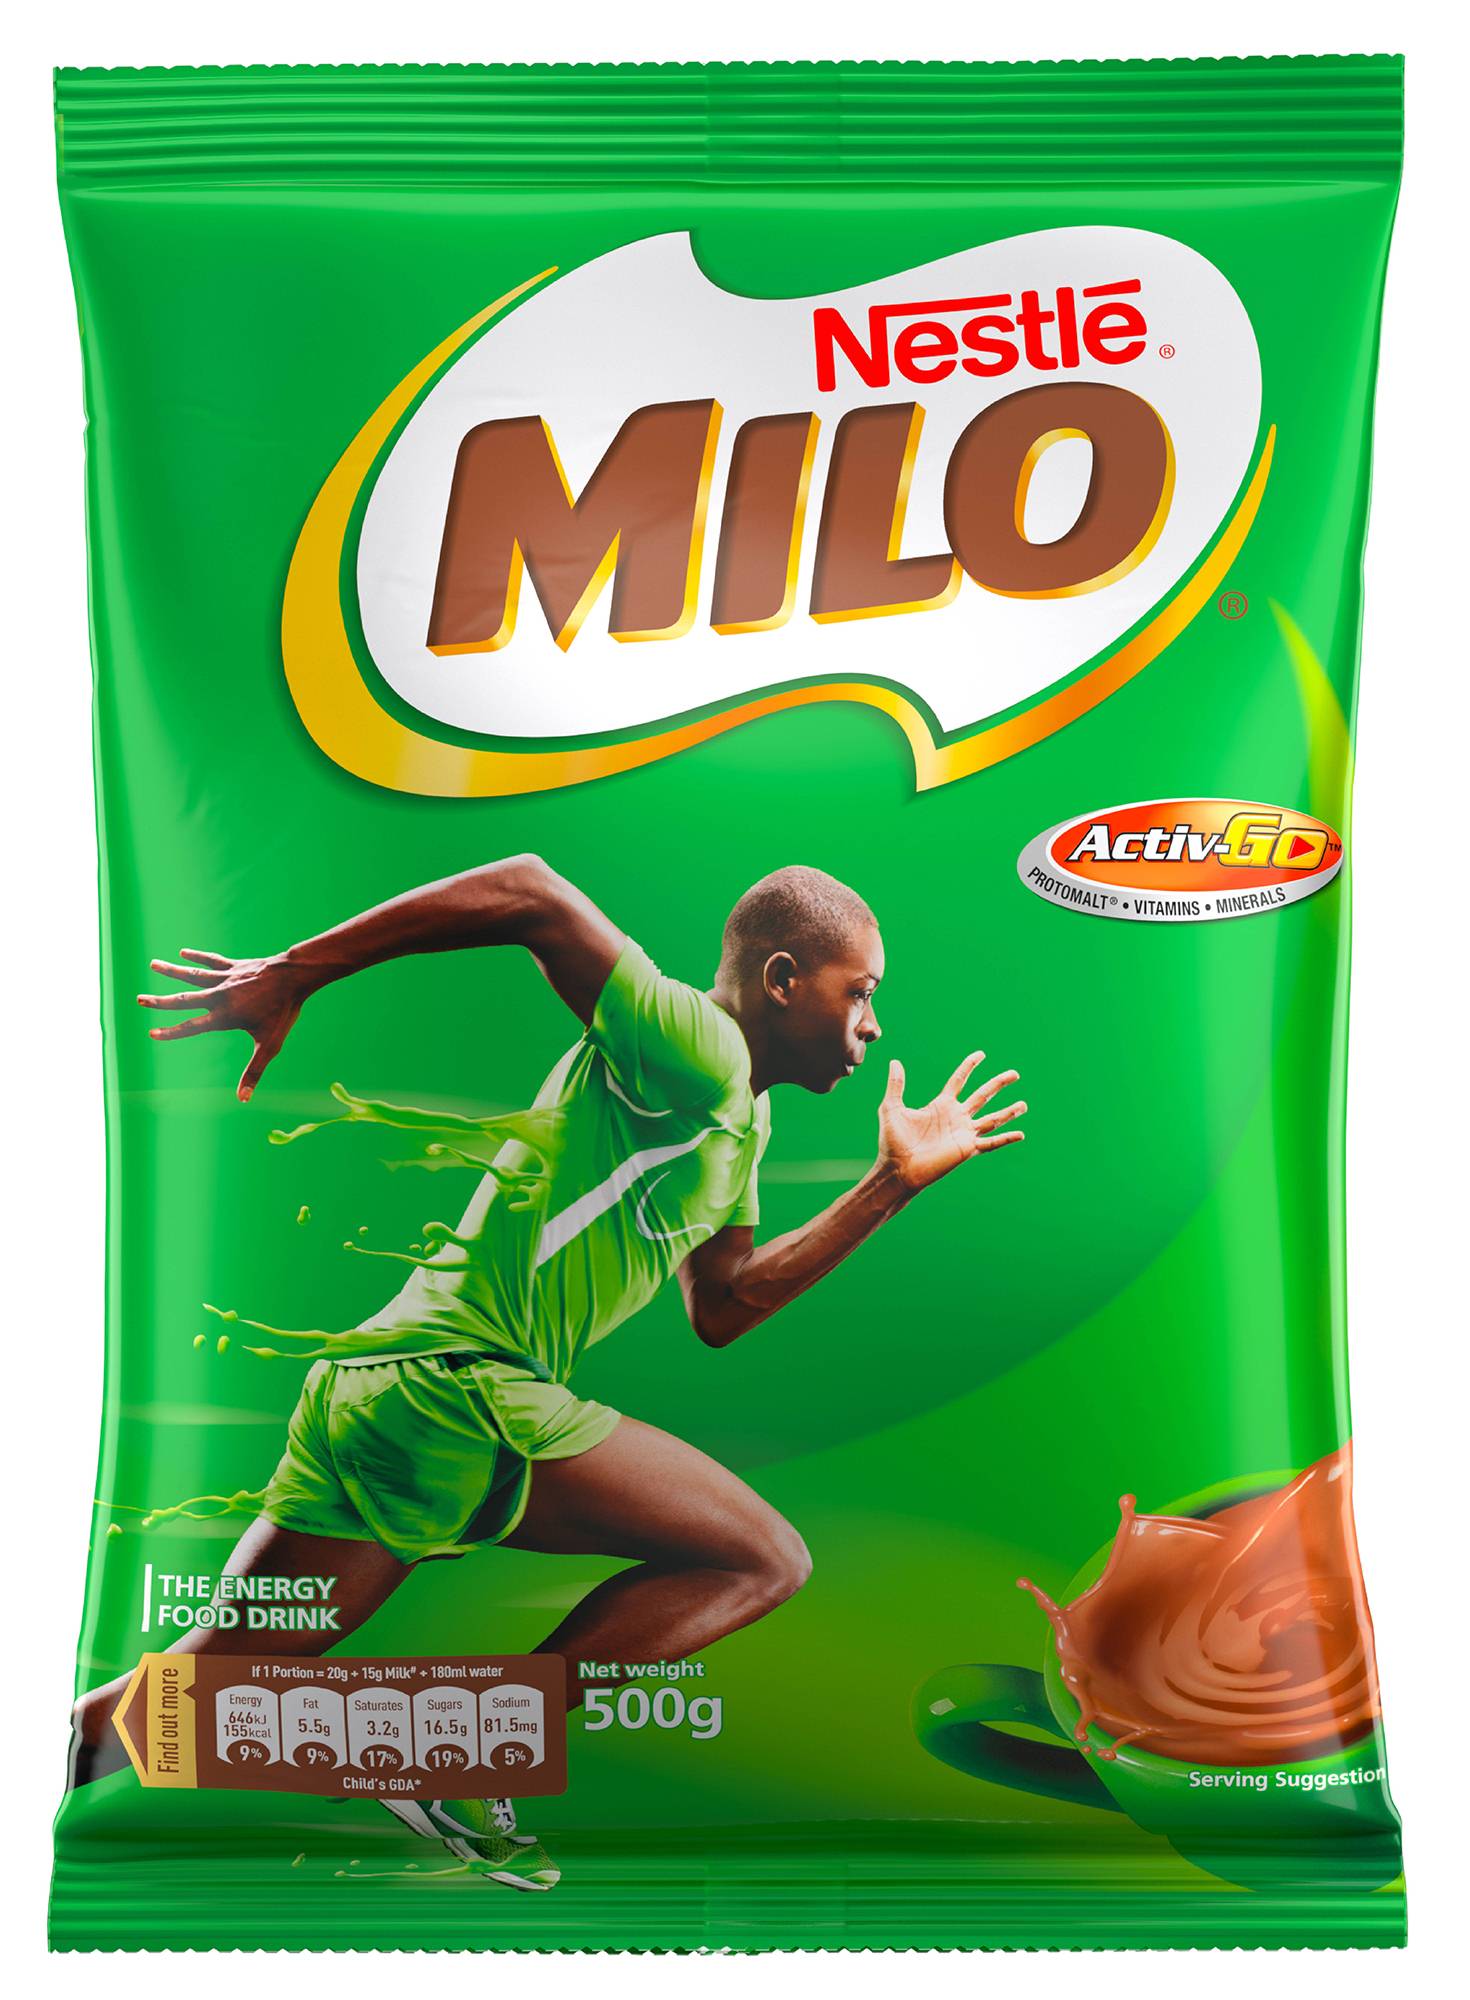 Nestlé®
MILO®
Activ-Go™
PROTOMALT® • VITAMINS • MINERALS
THE ENERGY
FOOD DRINK
Find out more
If 1 Portion = 20g + 15g Milk# + 180ml water
Energy Fat Saturates Sugars Sodium
646kJ
155kcal 5.5g 3.2g 16.5g 81.5mg
9% 9% 17% 19% 5%
Child's GDA*
Net weight
500g
Serving Suggestion